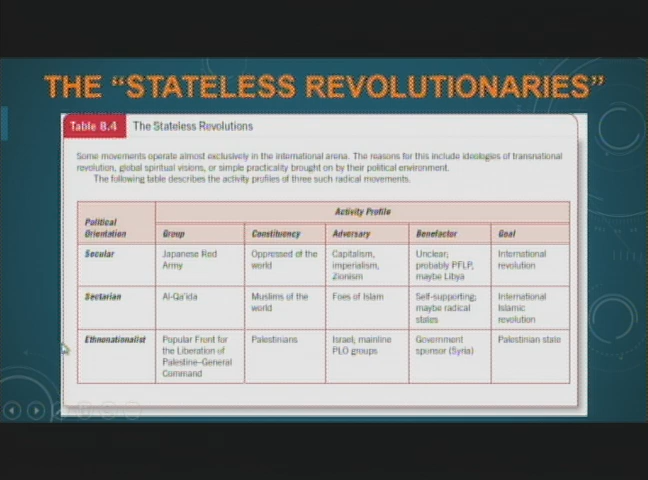 THE “STATELESS REVOLUTIONARIES”
Table 8.4 The Stateless Revolutions
Some movements operate almost exclusively in the international arena. The reasons for this include ideologies of transnational
revolution, global spiritual visions, or simple practicality brought on by their political environment.
The following table describes the activity profiles of three such radical movements.
Activity Profile
Political
Orientation Group Constituency Adversary Benefactor Goal
Secular Japanese Red Oppressed of the Capitalism, Unclear; International
Army world imperialism, probably PFLP, revolution
Zionism maybe Libya
Sectarian Al-Qa'ida Muslims of the Foes of Islam Self-supporting; International
world maybe radical Islamic
states revolution
Ethnonationalist Popular Front for Palestinians Israel, mainline Government Palestinian state
the Liberation of PLO groups sponsor (Syria)
Palestine–General
Command